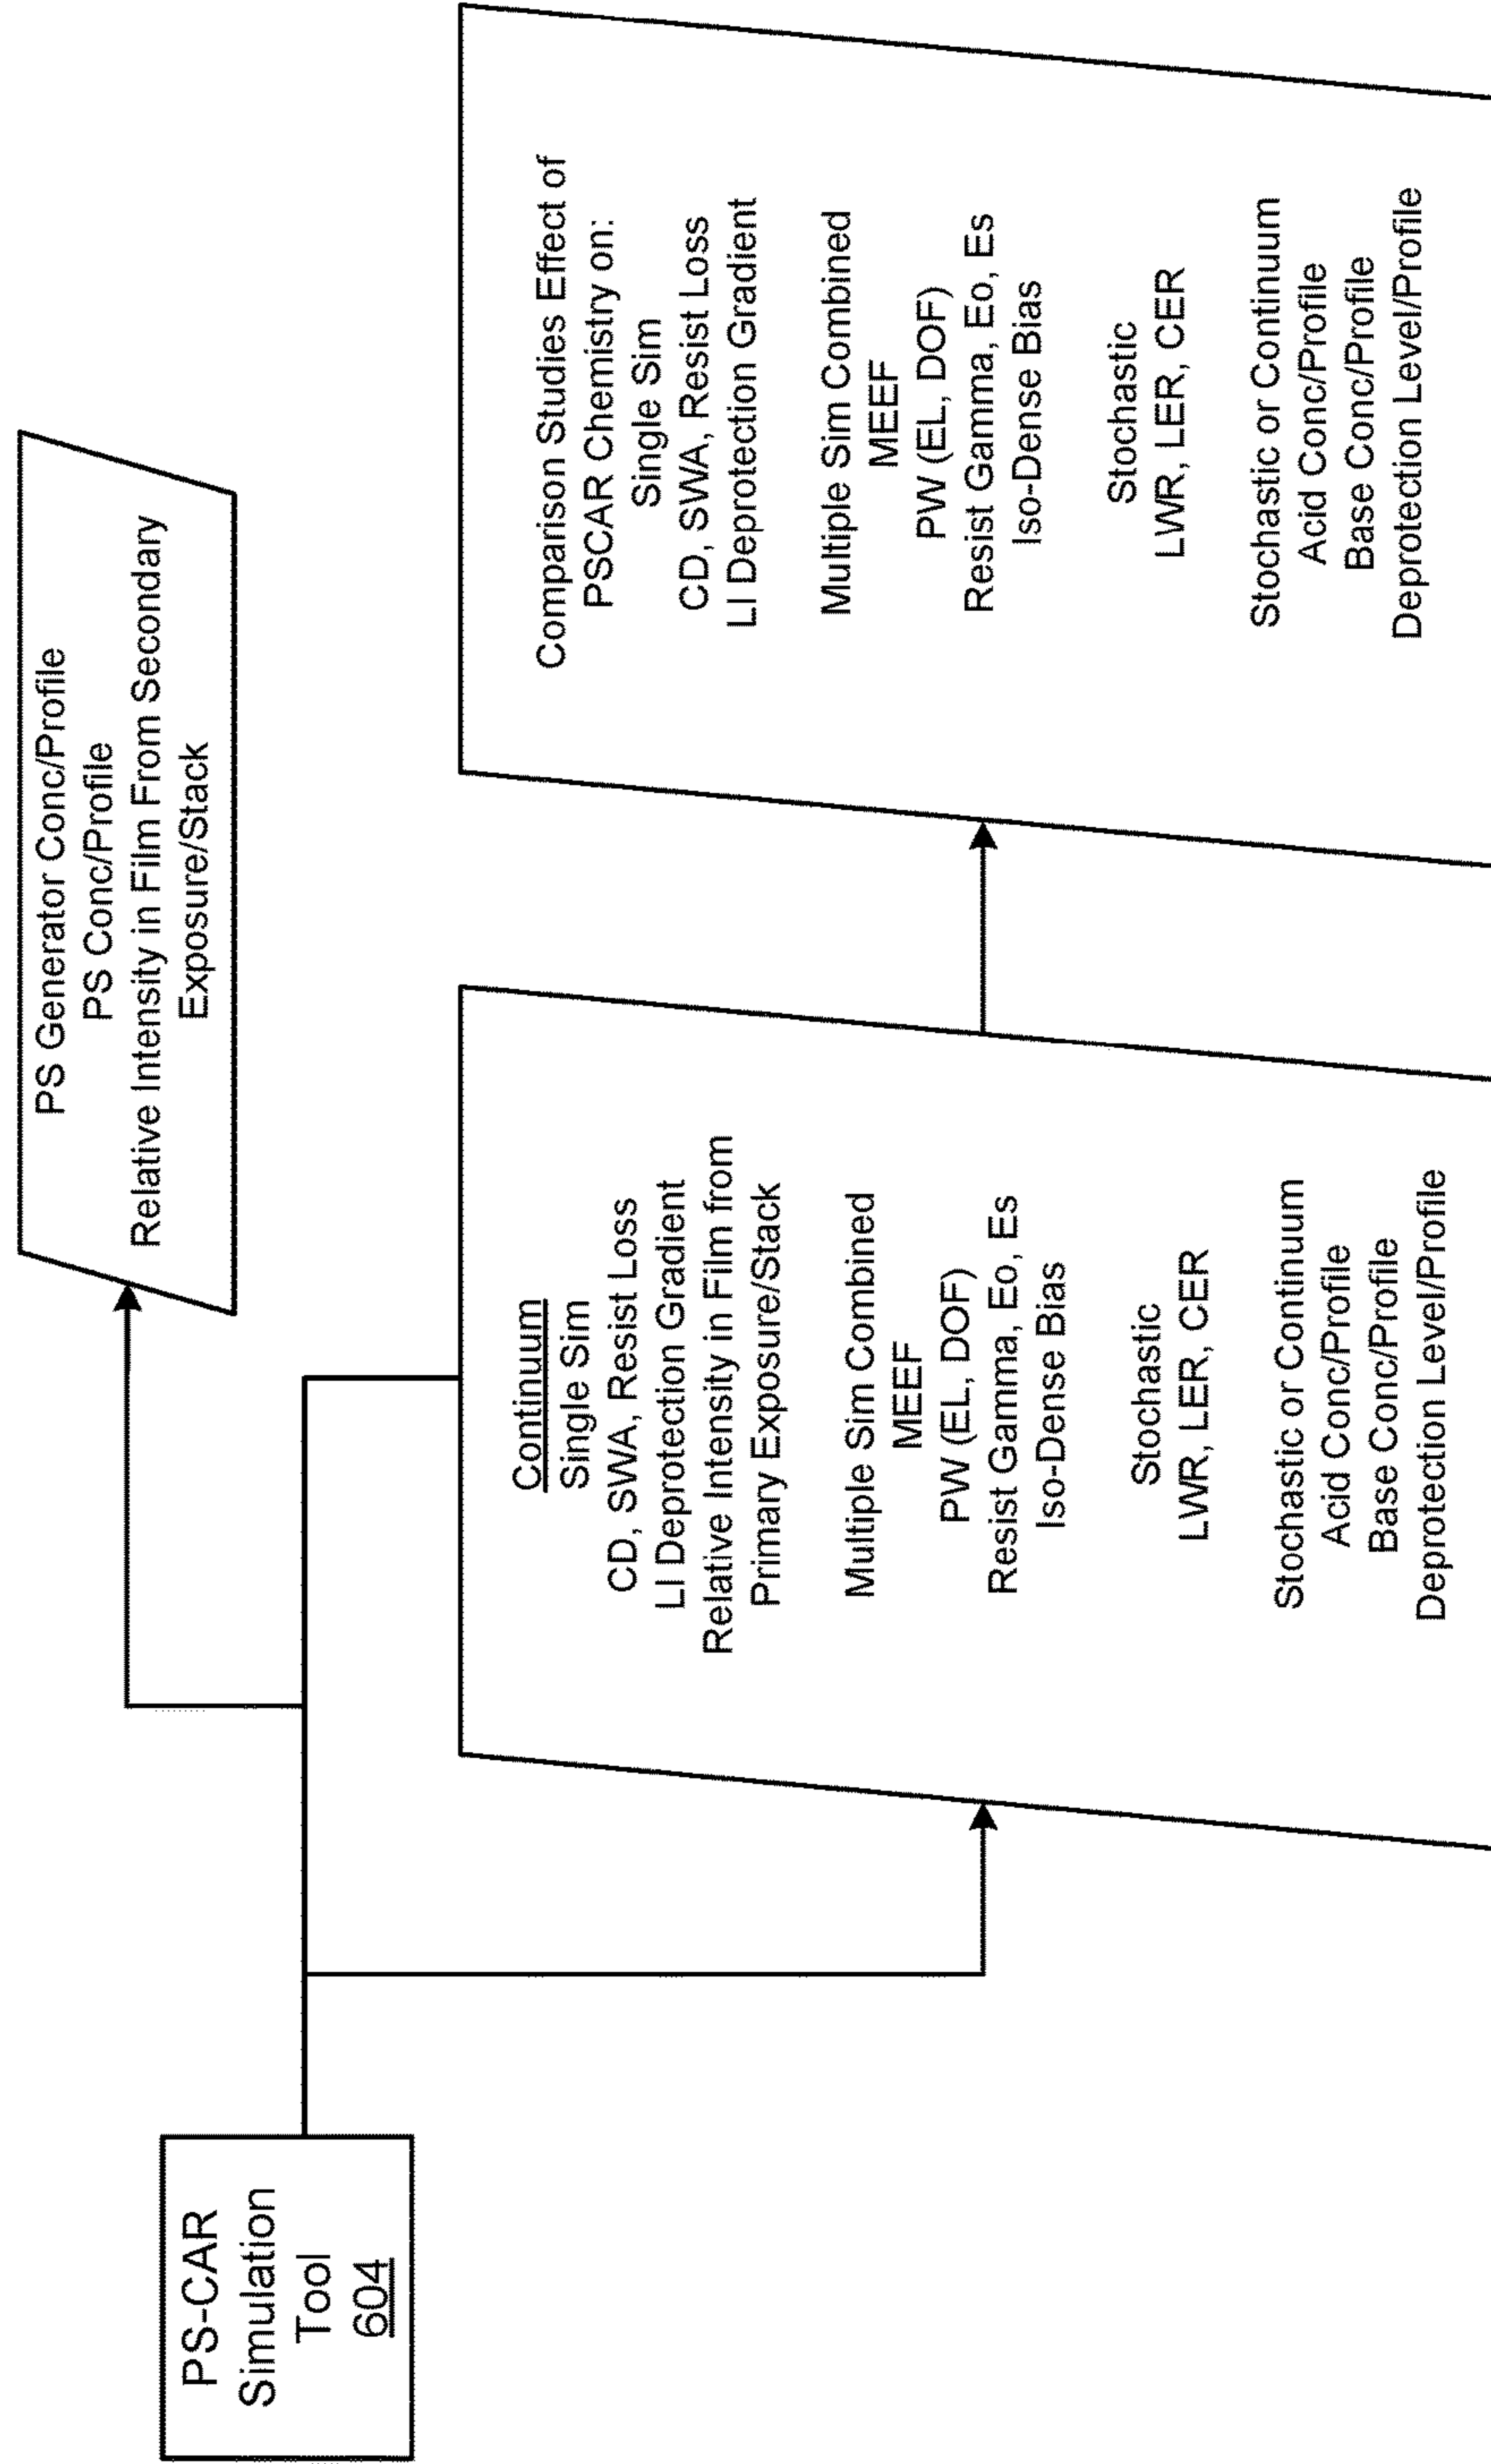 PS-CAR
Simulation
Tool
604
PS Generator Conc/Profile
PS Conc/Profile
Relative Intensity in Film From Secondary
Exposure/Stack
Continuum
Single Sim
CD, SWA, Resist Loss
LI Deprotection Gradient
Relative Intensity in Film from
Primary Exposure/Stack
Multiple Sim Combined
MEEF
PW (EL, DOF)
Resist Gamma, Eo, Es
Iso-Dense Bias
Stochastic
LWR, LER, CER
Stochastic or Continuum
Acid Conc/Profile
Base Conc/Profile
Deprotection Level/Profile
Comparison Studies Effect of
PSCAR Chemistry on:
Single Sim
CD, SWA, Resist Loss
LI Deprotection Gradient
Multiple Sim Combined
MEEF
PW (EL, DOF)
Resist Gamma, Eo, Es
Iso-Dense Bias
Stochastic
LWR, LER, CER
Stochastic or Continuum
Acid Conc/Profile
Base Conc/Profile
Deprotection Level/Profile